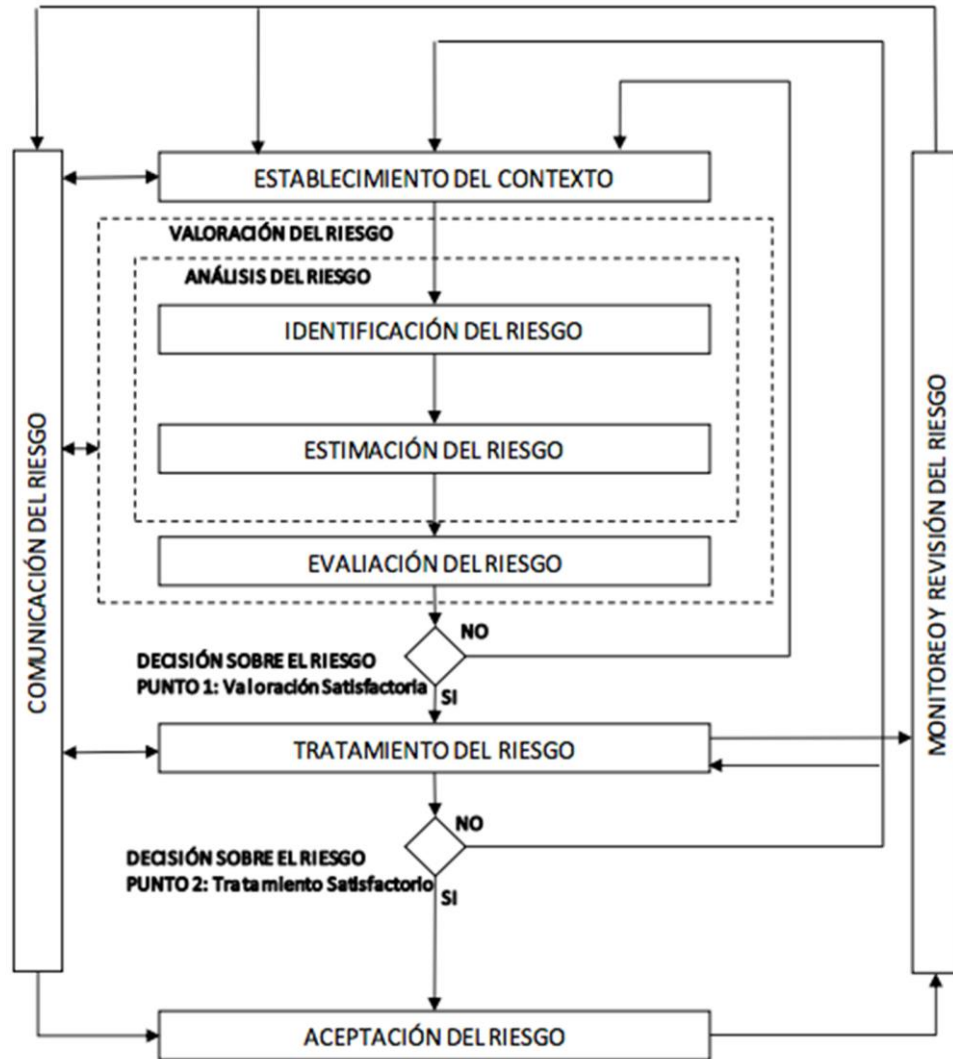 ESTABLECIMIENTO DEL CONTEXTO
VALORACIÓN DEL RIESGO
ANÁLISIS DEL RIESGO
IDENTIFICACIÓN DEL RIESGO
ESTIMACIÓN DEL RIESGO
EVALIACIÓN DEL RIESGO
NO
DECISIÓN SOBRE EL RIESGO
PUNTO 1: Valoración Satisfactoria
SI
TRATAMIENTO DEL RIESGO
NO
DECISIÓN SOBRE EL RIESGO
PUNTO 2: Tratamiento Satisfactorio
SI
ACEPTACIÓN DEL RIESGO
COMUNICACIÓN DEL RIESGO
MONITOREO Y REVISIÓN DEL RIESGO